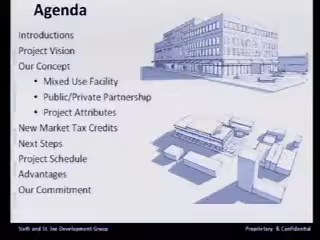 Agenda
Introductions
Project Vision
Our Concept
• Mixed Use Facility
• Public/Private Partnership
• Project Attributes
New Market Tax Credits
Next Steps
Project Schedule
Advantages
Our Commitment
Sixth and St. Joe Development Group
Proprietary & Confidential